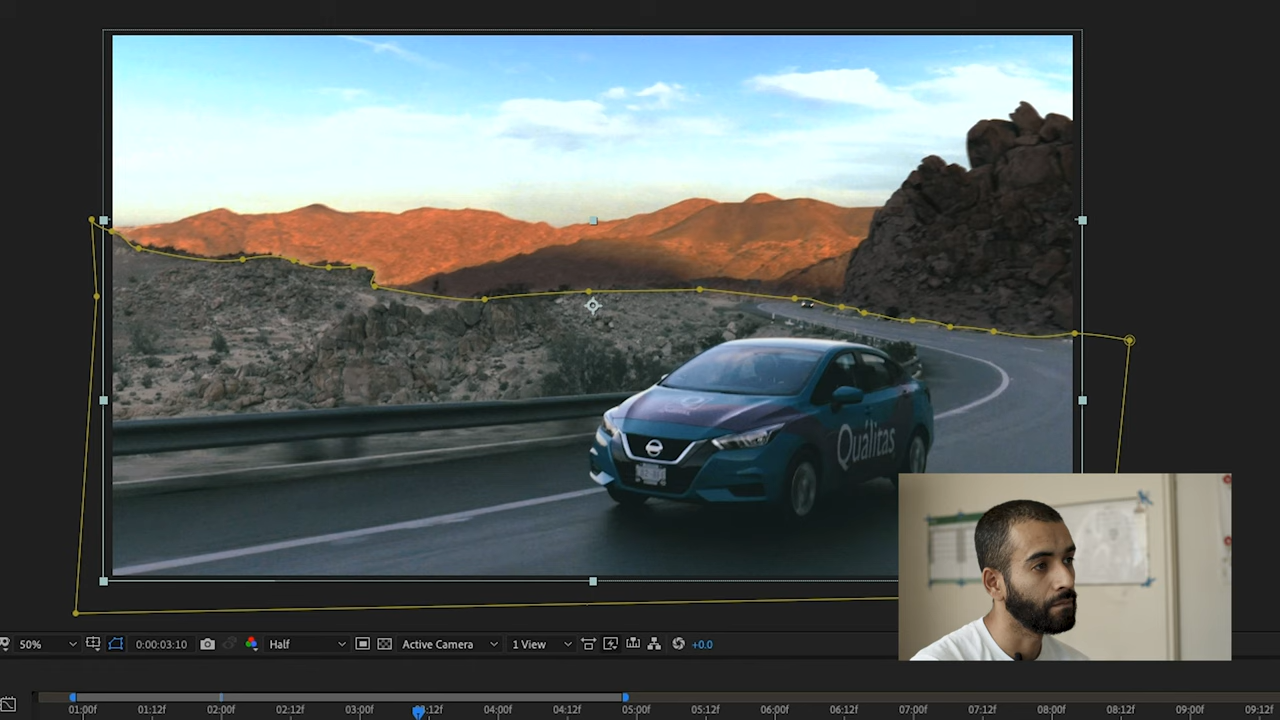 Quálitas
50%
0:00:03:10
Half
Active Camera
1 View
+0.0
01:00f 01:12f 02:00f 02:12f 03:00f 03:12f 04:00f 04:12f 05:00f 05:12f 06:00f 06:12f 07:00f 07:12f 08:00f 08:12f 09:00f 09:12f